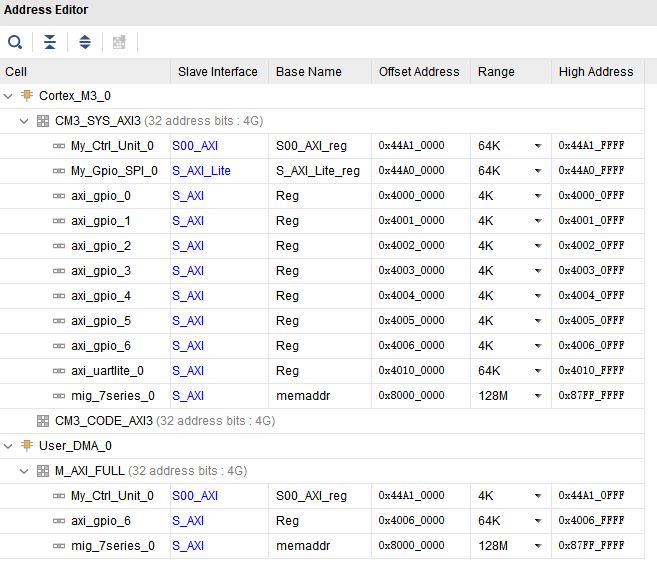 Address Editor
Cell Slave Interface Base Name Offset Address Range High Address
Cortex_M3_0
CM3_SYS_AXI3 (32 address bits : 4G)
My_Ctrl_Unit_0 S00_AXI S00_AXI_reg 0x44A1_0000 64K 0x44A1_FFFF
My_Gpio_SPI_0 S_AXI_Lite S_AXI_Lite_reg 0x44A0_0000 64K 0x44A0_FFFF
axi_gpio_0 S_AXI Reg 0x4000_0000 4K 0x4000_0FFF
axi_gpio_1 S_AXI Reg 0x4001_0000 4K 0x4001_0FFF
axi_gpio_2 S_AXI Reg 0x4002_0000 4K 0x4002_0FFF
axi_gpio_3 S_AXI Reg 0x4003_0000 4K 0x4003_0FFF
axi_gpio_4 S_AXI Reg 0x4004_0000 4K 0x4004_0FFF
axi_gpio_5 S_AXI Reg 0x4005_0000 4K 0x4005_0FFF
axi_gpio_6 S_AXI Reg 0x4006_0000 4K 0x4006_0FFF
axi_uartlite_0 S_AXI Reg 0x4010_0000 64K 0x4010_FFFF
mig_7series_0 S_AXI memaddr 0x8000_0000 128M 0x87FF_FFFF
CM3_CODE_AXI3 (32 address bits : 4G)
User_DMA_0
M_AXI_FULL (32 address bits : 4G)
My_Ctrl_Unit_0 S00_AXI S00_AXI_reg 0x44A1_0000 4K 0x44A1_0FFF
axi_gpio_6 S_AXI Reg 0x4006_0000 64K 0x4006_FFFF
mig_7series_0 S_AXI memaddr 0x8000_0000 128M 0x87FF_FFFF